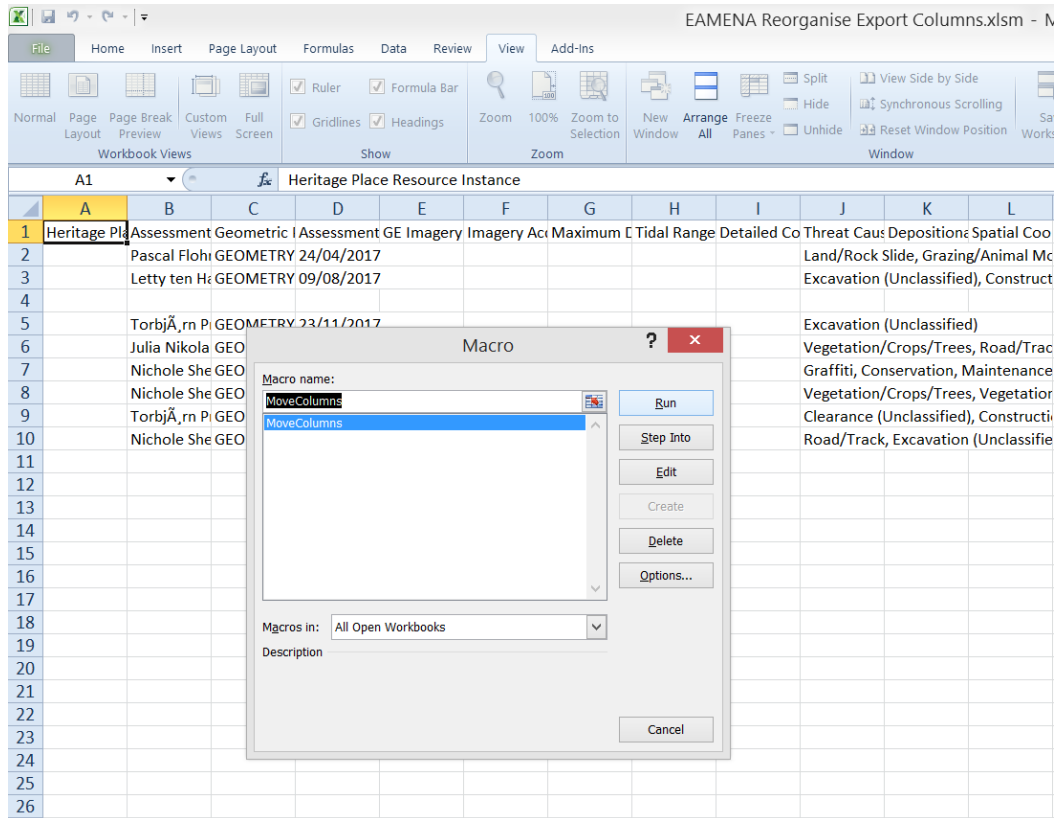 EAMENA Reorganise Export Columns.xlsm - M
File Home Insert Page Layout Formulas Data Review View Add-Ins
Normal Page Layout Page Break Preview Custom Views Full Screen
Workbook Views
Ruler Formula Bar
Gridlines Headings
Show
Zoom 100% Zoom to Selection
Zoom
New Window Arrange All Freeze Panes
Split View Side by Side
Hide Synchronous Scrolling
Unhide Reset Window Position
Window
Sa
Works
A1 fx Heritage Place Resource Instance
A B C D E F G H I J K L
1 Heritage Pla Assessment Geometric Assessment GE Imagery Imagery Acc Maximum D Tidal Range Detailed Co Threat Caus Depositiona Spatial Coo
2 Pascal Flohr GEOMETRY 24/04/2017 Land/Rock Slide, Grazing/Animal Mo
3 Letty ten Ha GEOMETRY 09/08/2017 Excavation (Unclassified), Construct
4
5 TorbjÃ¸rn Pr GEOMETRY 23/11/2017 Excavation (Unclassified)
6 Julia Nikola GEO Vegetation/Crops/Trees, Road/Trac
7 Nichole She GEO Graffiti, Conservation, Maintenance
8 Nichole She GEO Vegetation/Crops/Trees, Vegetation
9 TorbjÃ¸rn Pr GEO Clearance (Unclassified), Constructi
10 Nichole She GEO Road/Track, Excavation (Unclassifie
11
12
13
14
15
16
17
18
19
20
21
22
23
24
25
26
Macro ? ×
Macro name:
MoveColumns
MoveColumns
Run
Step Into
Edit
Create
Delete
Options...
Macros in: All Open Workbooks
Description
Cancel